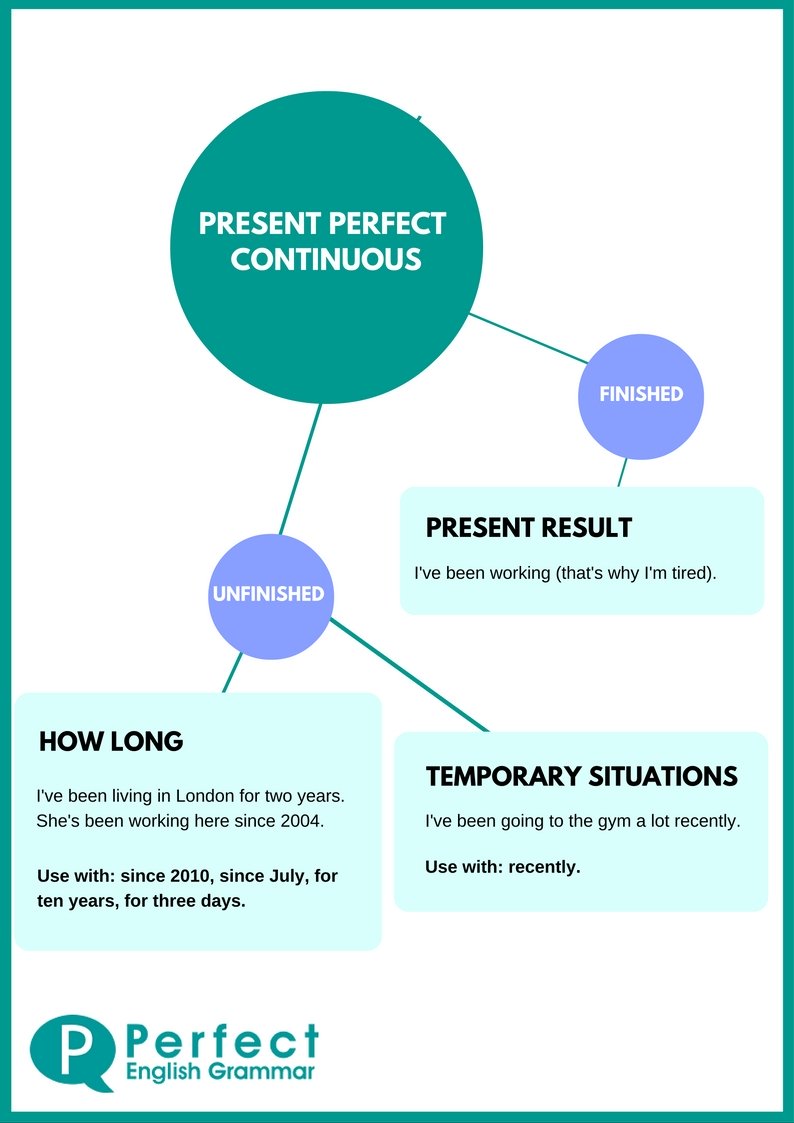 PRESENT PERFECT
CONTINUOUS
FINISHED
PRESENT RESULT
I've been working (that's why I'm tired).
UNFINISHED
HOW LONG
I've been living in London for two years.
She's been working here since 2004.
Use with: since 2010, since July, for
ten years, for three days.
TEMPORARY SITUATIONS
I've been going to the gym a lot recently.
Use with: recently.
P
Perfect
English Grammar